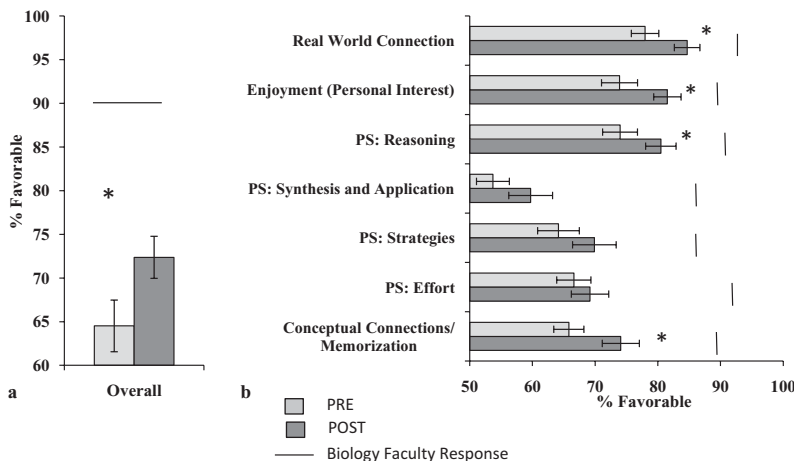 100
95
90
85
80
75
70
65
60
% Favorable
*
Overall
a
Real World Connection
*
Enjoyment (Personal Interest)
*
PS: Reasoning
*
PS: Synthesis and Application
PS: Strategies
PS: Effort
Conceptual Connections/
Memorization
*
50 60 70 80 90 100
% Favorable
b
PRE
POST
Biology Faculty Response